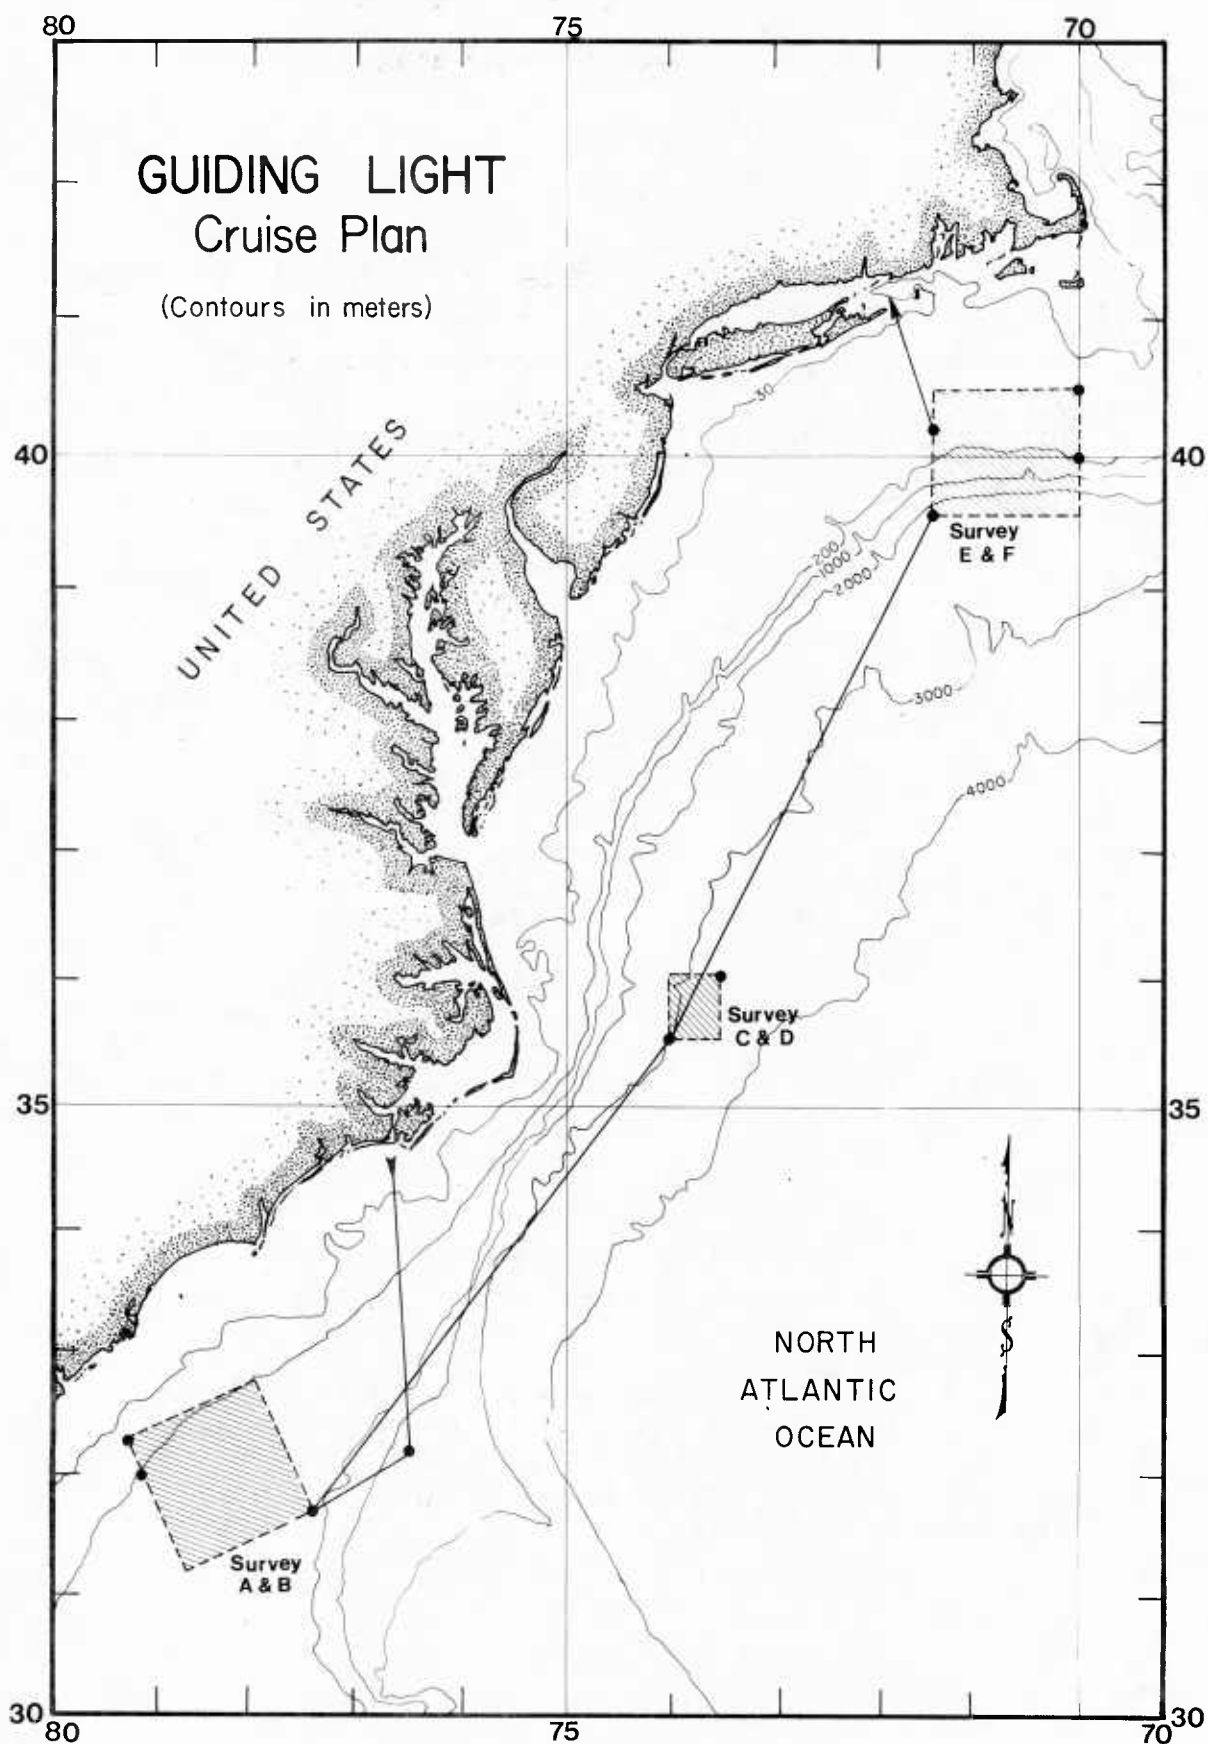 80 75 70
GUIDING LIGHT
Cruise Plan
(Contours in meters)
30
UNITED STATES
40 40
200
1000
2000
Survey
E & F
3000
4000
Survey
C & D
35 35
N
S
NORTH
ATLANTIC
OCEAN
Survey
A & B
30 30
80 75 70